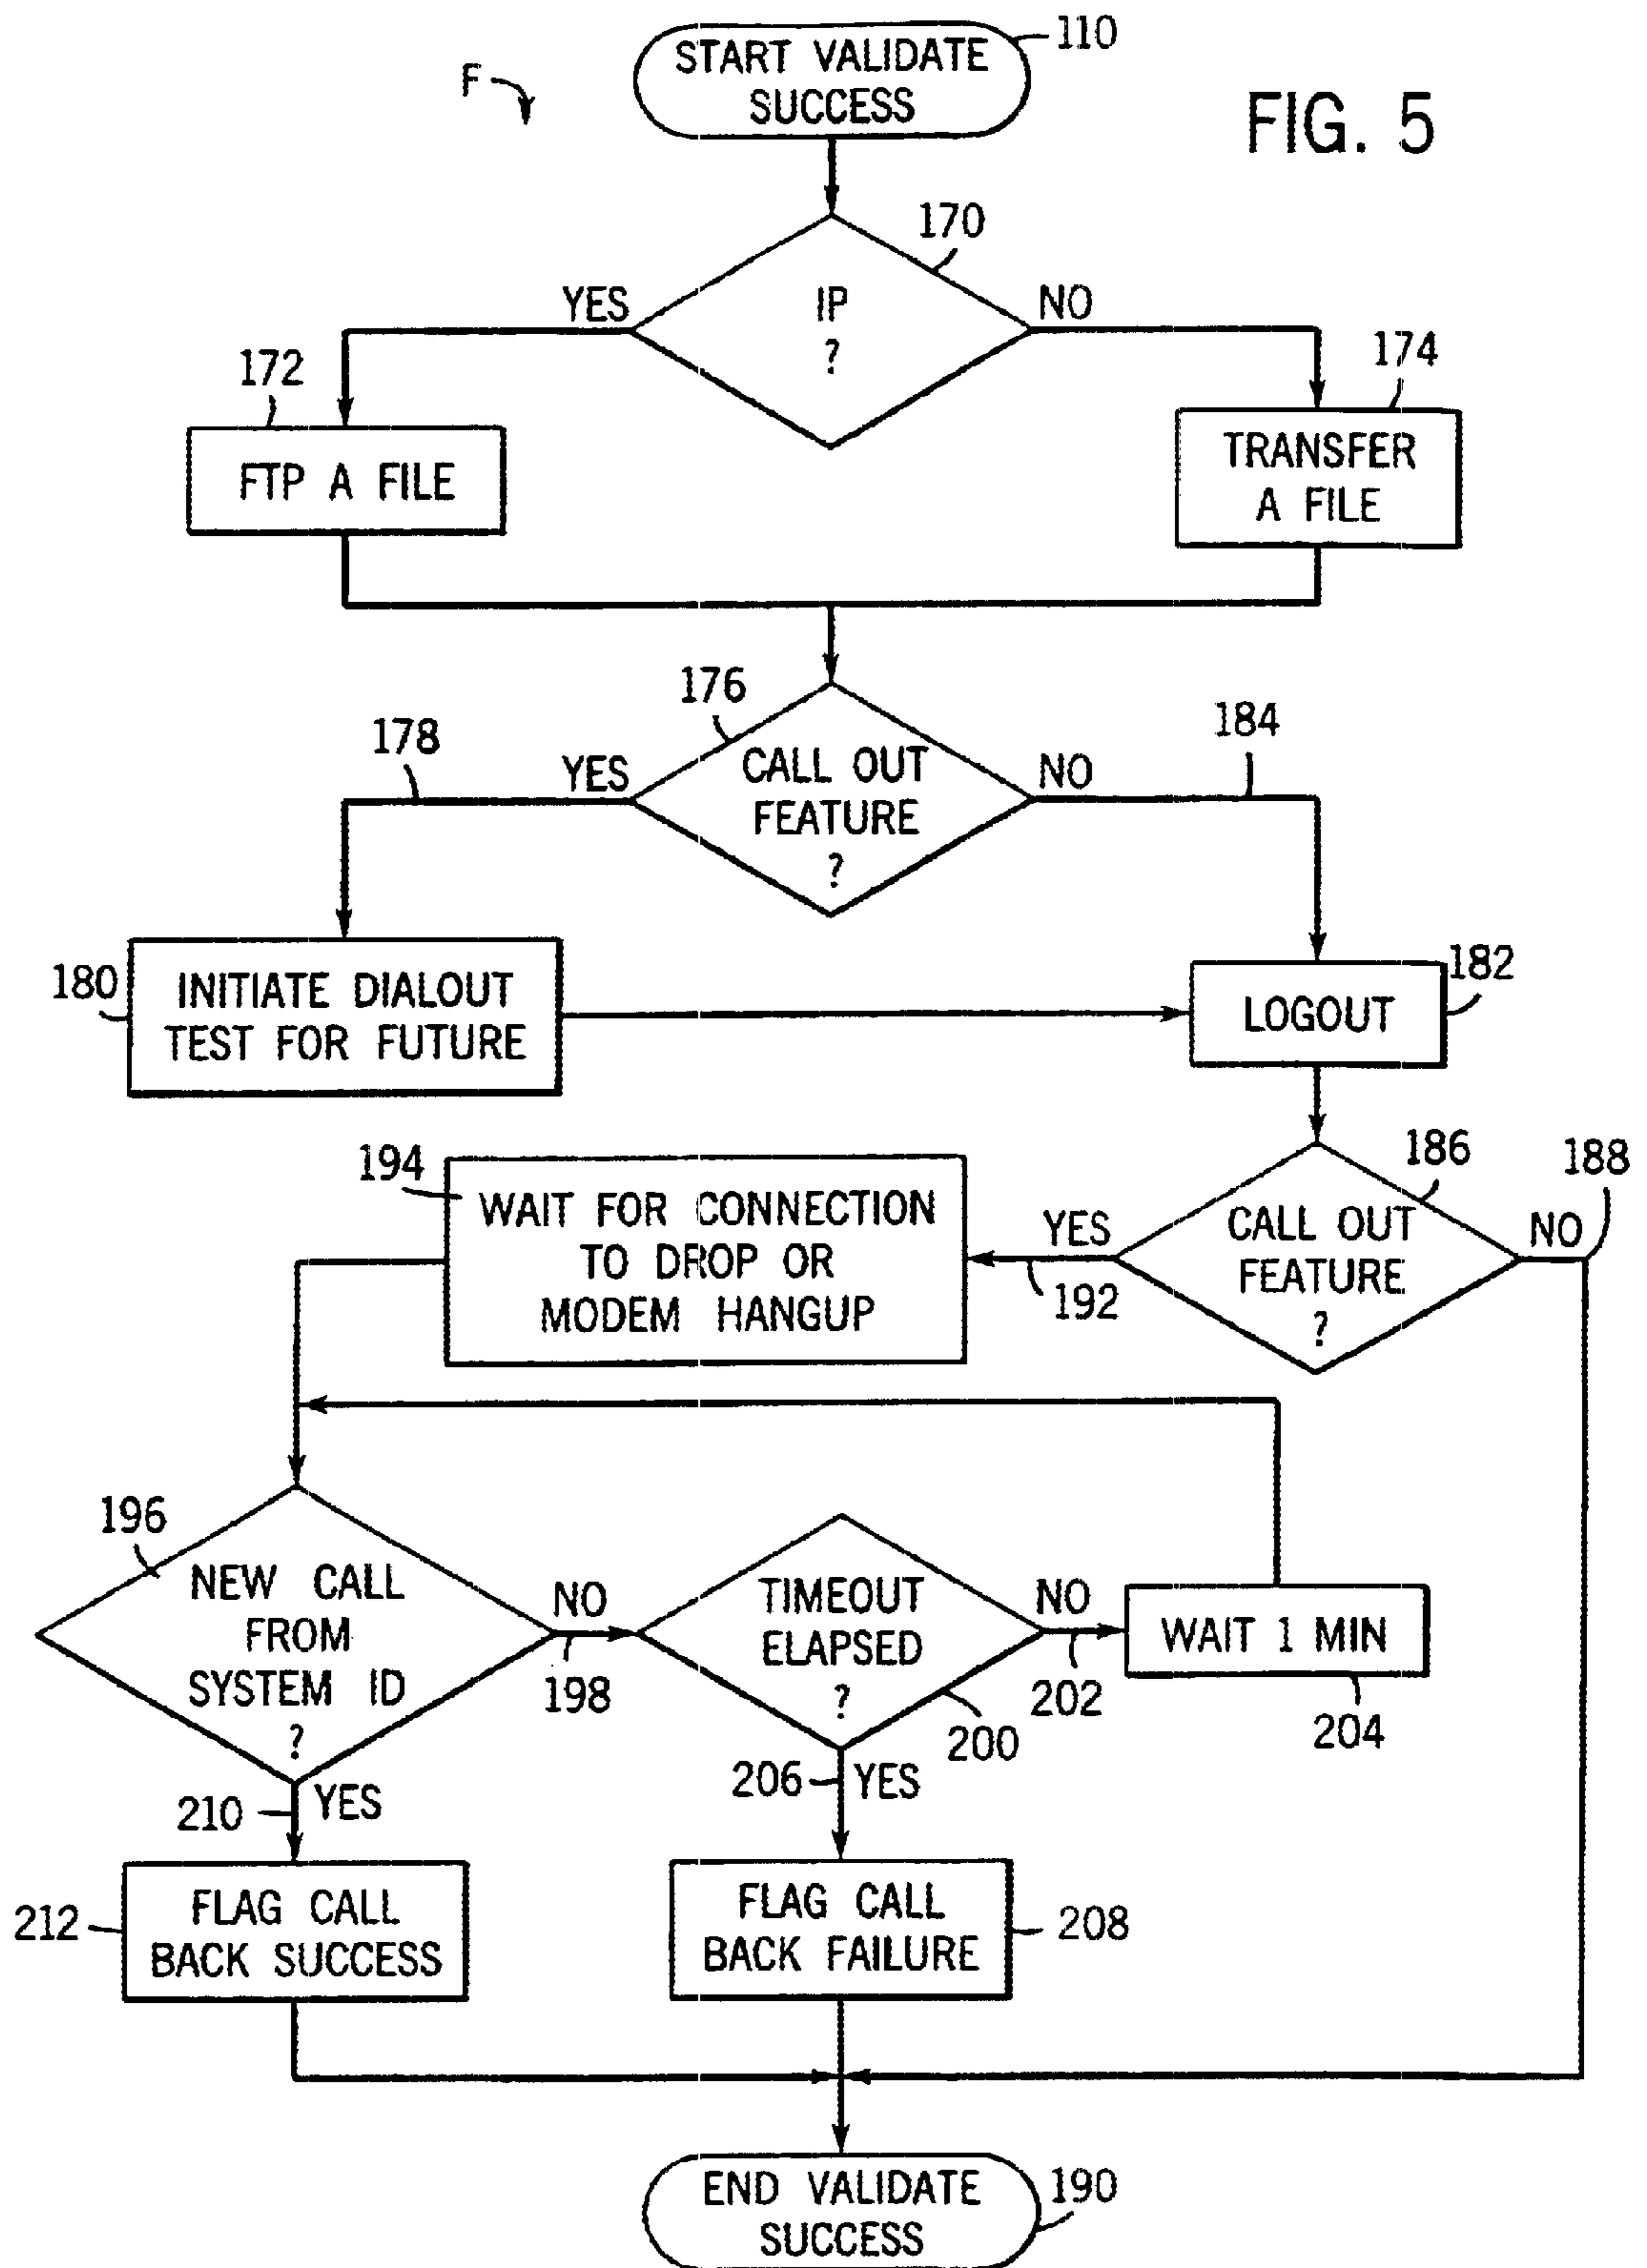 START VALIDATE
SUCCESS
110
F
FIG. 5
170
IP
?
YES
NO
172
FTP A FILE
174
TRANSFER
A FILE
176
CALL OUT
FEATURE
?
178
YES
NO
184
180
INITIATE DIALOUT
TEST FOR FUTURE
LOGOUT
182
186
188
CALL OUT
FEATURE
?
NO
YES
192
194
WAIT FOR CONNECTION
TO DROP OR
MODEM HANGUP
196
NEW CALL
FROM
SYSTEM ID
?
NO
198
TIMEOUT
ELAPSED
?
200
NO
202
WAIT 1 MIN
204
210
YES
206
YES
212
FLAG CALL
BACK SUCCESS
FLAG CALL
BACK FAILURE
208
END VALIDATE
SUCCESS
190